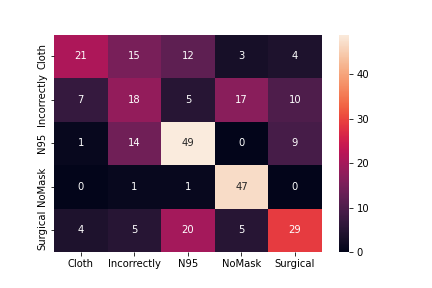 Cloth 21 15 12 3 4
Incorrectly 7 18 5 17 10
N95 1 14 49 0 9
NoMask 0 1 1 47 0
Surgical 4 5 20 5 29
Cloth Incorrectly N95 NoMask Surgical
40
30
20
10
0